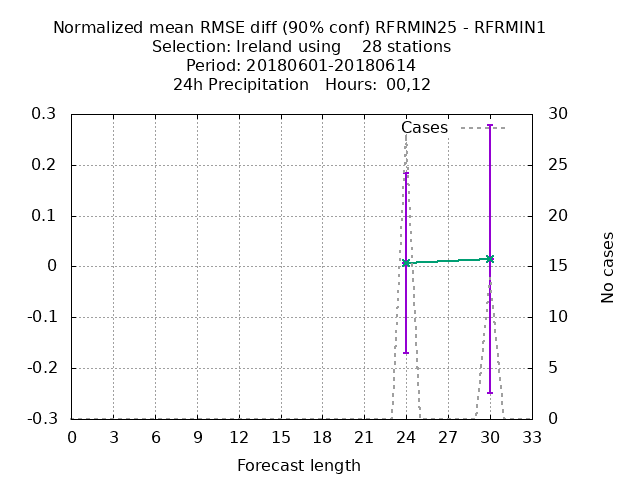 Normalized mean RMSE diff (90% conf) RFRMIN25 - RFRMIN1
Selection: Ireland using    28 stations
Period: 20180601-20180614
24h Precipitation   Hours:  00,12
Cases
0.3
0.2
0.1
0
-0.1
-0.2
-0.3
30
25
20
15
10
5
0
No cases
0 3 6 9 12 15 18 21 24 27 30 33
Forecast length